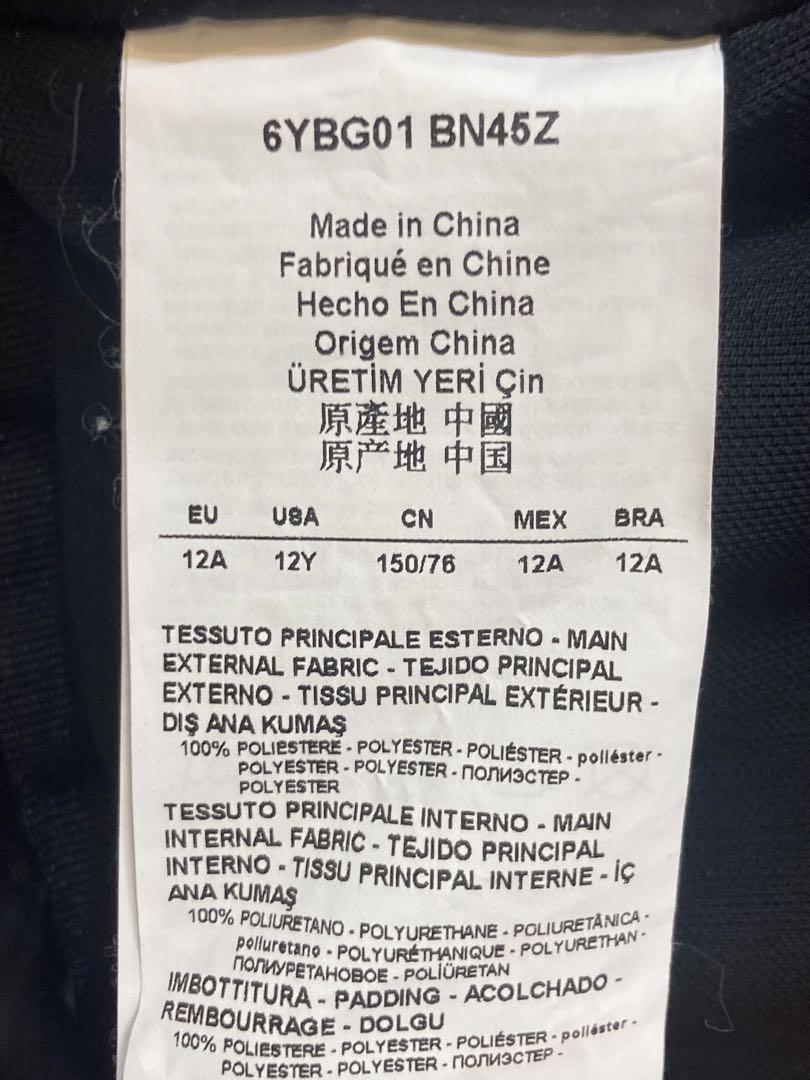 6YBG01 BN45Z
Made in China
Fabriqué en Chine
Hecho En China
Origem China
ÜRETİM YERİ Çin
原產地 中國
原产地 中国
EU USA CN MEX BRA
12A 12Y 150/76 12A 12A
TESSUTO PRINCIPALE ESTERNO - MAIN
EXTERNAL FABRIC - TEJIDO PRINCIPAL
EXTERNO - TISSU PRINCIPAL EXTÉRIEUR -
DIŞ ANA KUMAŞ
100% POLIESTERE - POLYESTER - POLIÉSTER - poliéster -
POLYESTER - POLYESTER - ПОЛИЭСТЕР -
POLYESTER
TESSUTO PRINCIPALE INTERNO - MAIN
INTERNAL FABRIC - TEJIDO PRINCIPAL
INTERNO - TISSU PRINCIPAL INTERNE - İÇ
ANA KUMAŞ
100% POLIURETANO - POLYURETHANE - POLIURETÂNICA -
poliuretano - POLYURÉTHANIQUE - POLYURETHAN -
ПОЛИУРЕТАНОВОЕ - POLİÜRETAN
IMBOTTITURA - PADDING - ACOLCHADO -
REMBOURRAGE - DOLGU
100% POLIESTERE - POLYESTER - POLIÉSTER - poliéster -
POLYESTER - POLYESTER - ПОЛИЭСТЕР -